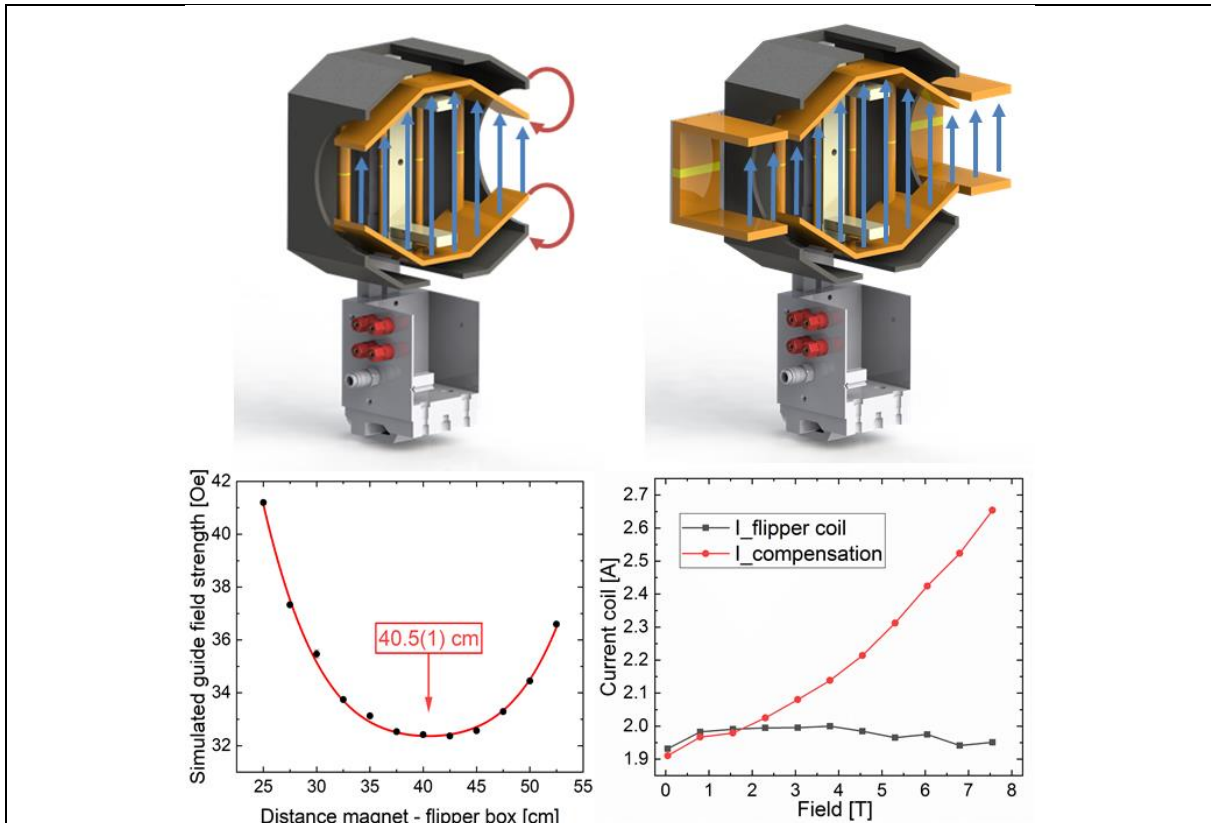 Simulated guide field strength [Oe]
42
40
38
36
34
32
40.5(1) cm
25 30 35 40 45 50 55
Distance magnet - flipper box [cm]
Current coil [A]
2.7
2.6
2.5
2.4
2.3
2.2
2.1
2.0
1.9
I_flipper coil
I_compensation
0 1 2 3 4 5 6 7 8
Field [T]